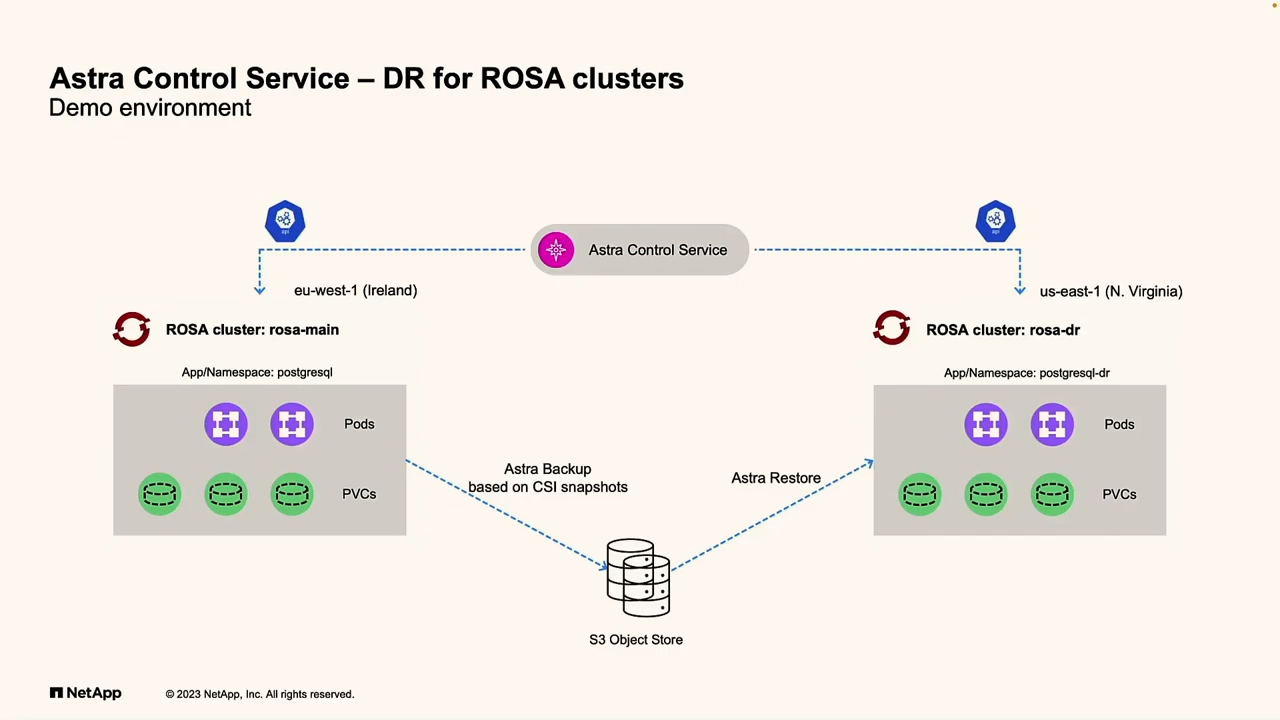 Astra Control Service – DR for ROSA clusters
Demo environment
api
api
Astra Control Service
eu-west-1 (Ireland)
us-east-1 (N. Virginia)
ROSA cluster: rosa-main
ROSA cluster: rosa-dr
App/Namespace: postgresql
App/Namespace: postgresql-dr
Pods
Pods
Astra Backup
based on CSI snapshots
Astra Restore
PVCs
PVCs
S3 Object Store
NetApp
© 2023 NetApp, Inc. All rights reserved.